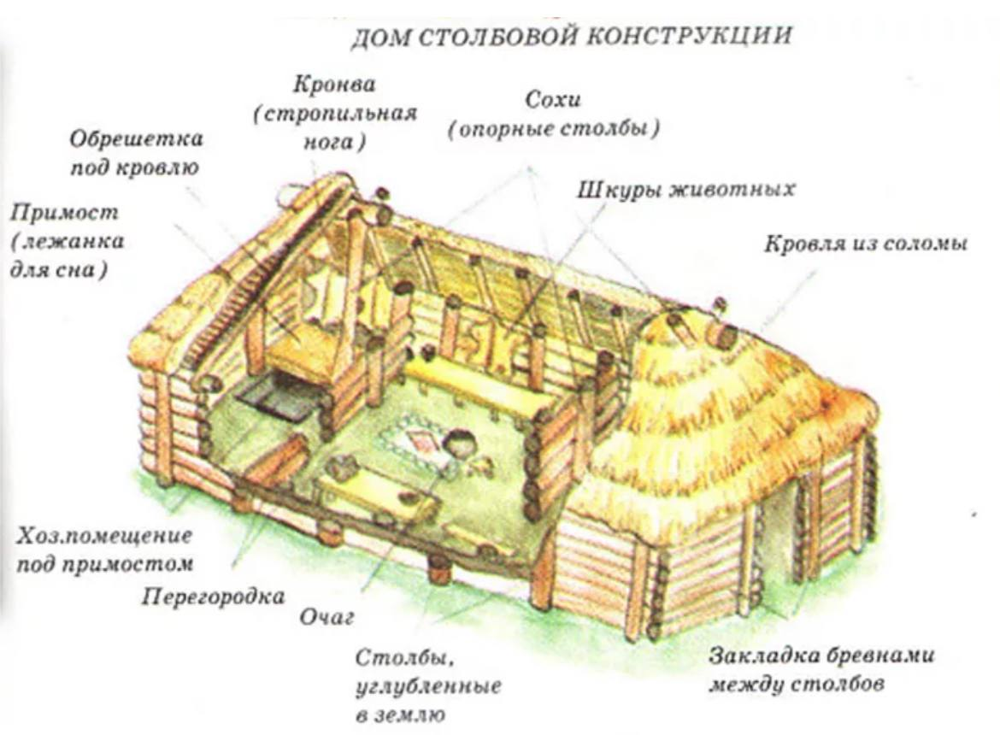 ДОМ СТОЛБОВОЙ КОНСТРУКЦИИ
Кронва
(стропильная
нога)
Сохи
(опорные столбы)
Обрешетка
под кровлю
Шкуры животных
Примост
(лежанка
для сна)
Кровля из соломы
Хоз.помещение
под примостом
Перегородка
Очаг
Столбы,
углубленные
в землю
Закладка бревнами
между столбов